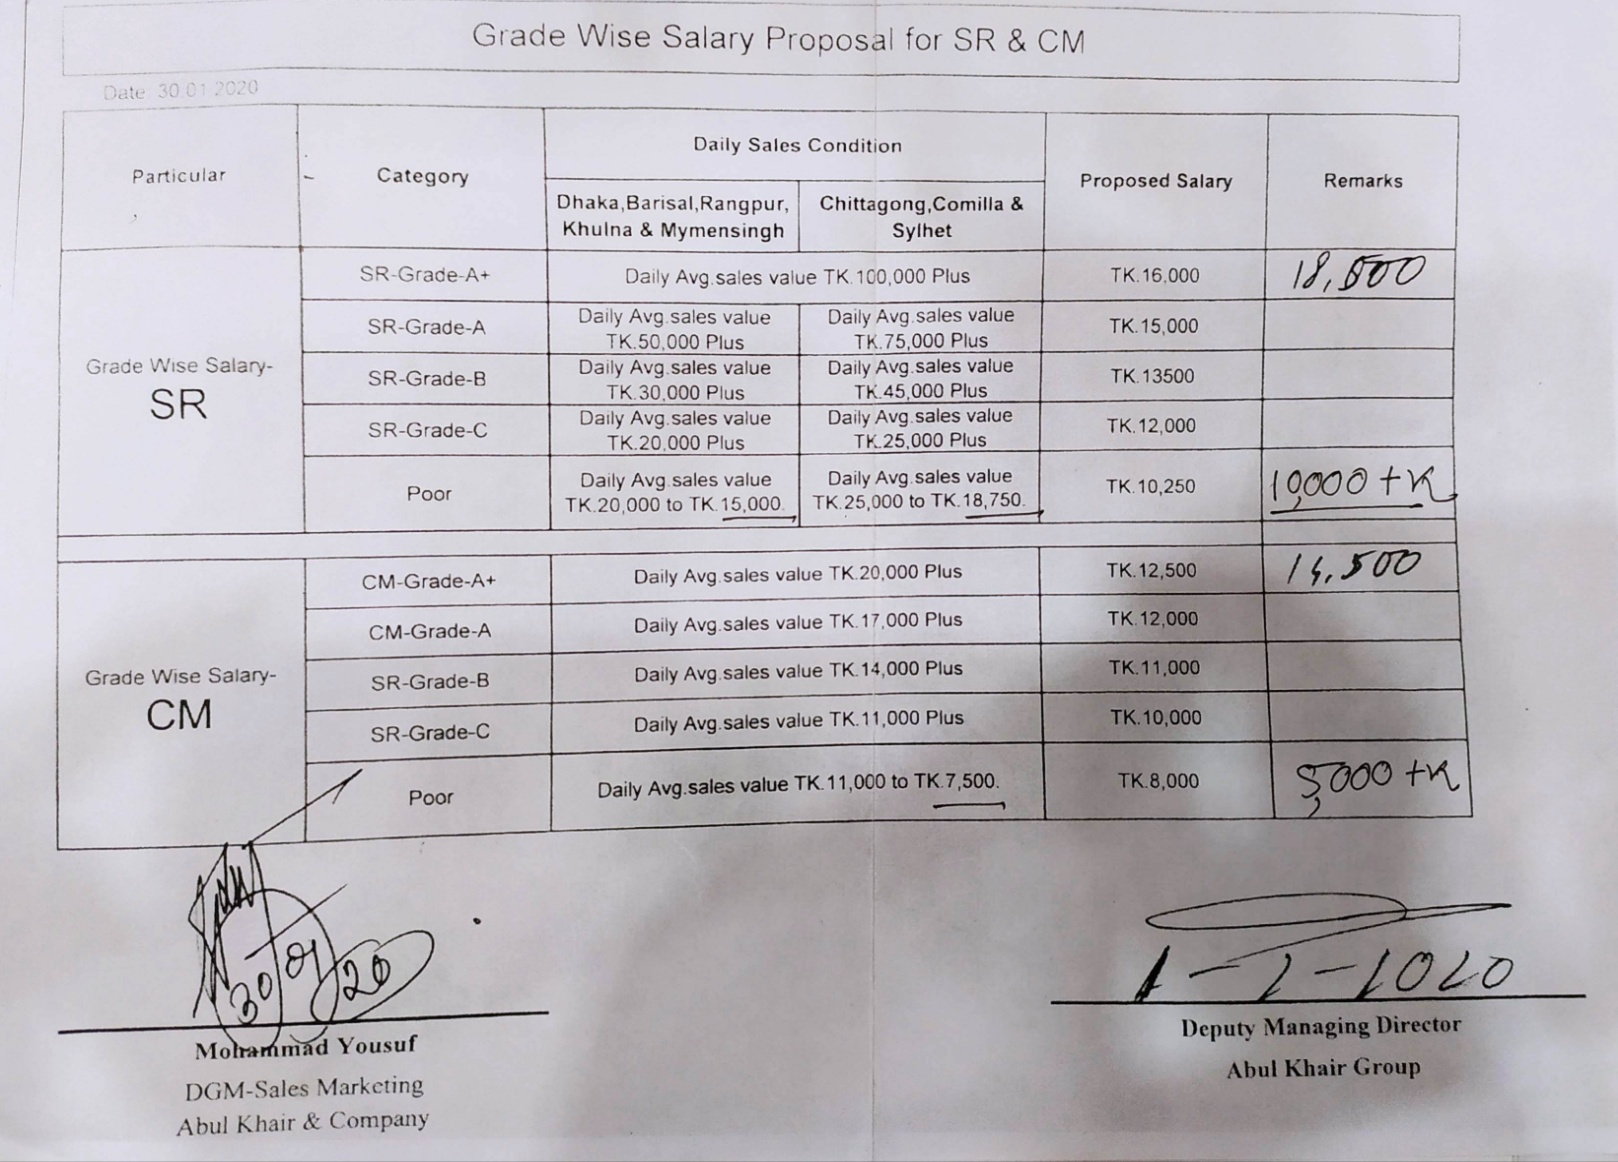 Grade Wise Salary Proposal for SR & CM
Date 30.01.2020
Particular
Category
Daily Sales Condition
Proposed Salary
Remarks
Dhaka,Barisal,Rangpur,
Khulna & Mymensingh
Chittagong,Comilla &
Sylhet
Grade Wise Salary-
SR
SR-Grade-A+
Daily Avg.sales value TK.100,000 Plus
TK.16,000
18,500
SR-Grade-A
Daily Avg.sales value
TK.50,000 Plus
Daily Avg.sales value
TK.75,000 Plus
TK.15,000
SR-Grade-B
Daily Avg.sales value
TK.30,000 Plus
Daily Avg.sales value
TK.45,000 Plus
TK.13500
SR-Grade-C
Daily Avg.sales value
TK.20,000 Plus
Daily Avg.sales value
TK.25,000 Plus
TK.12,000
Poor
Daily Avg.sales value
TK.20,000 to TK.15,000.
Daily Avg.sales value
TK.25,000 to TK.18,750.
TK.10,250
10,000 +K
Grade Wise Salary-
CM
CM-Grade-A+
Daily Avg.sales value TK.20,000 Plus
TK.12,500
CM-Grade-A
Daily Avg.sales value TK.17,000 Plus
TK.12,000
SR-Grade-B
Daily Avg.sales value TK.14,000 Plus
TK.11,000
SR-Grade-C
Daily Avg.sales value TK.11,000 Plus
TK.10,000
Poor
Daily Avg.sales value TK.11,000 to TK.7,500.
TK.8,000
5,000 +K
30/01/20
Mohammad Yousuf
DGM-Sales Marketing
Abul Khair & Company
Deputy Managing Director
Abul Khair Group